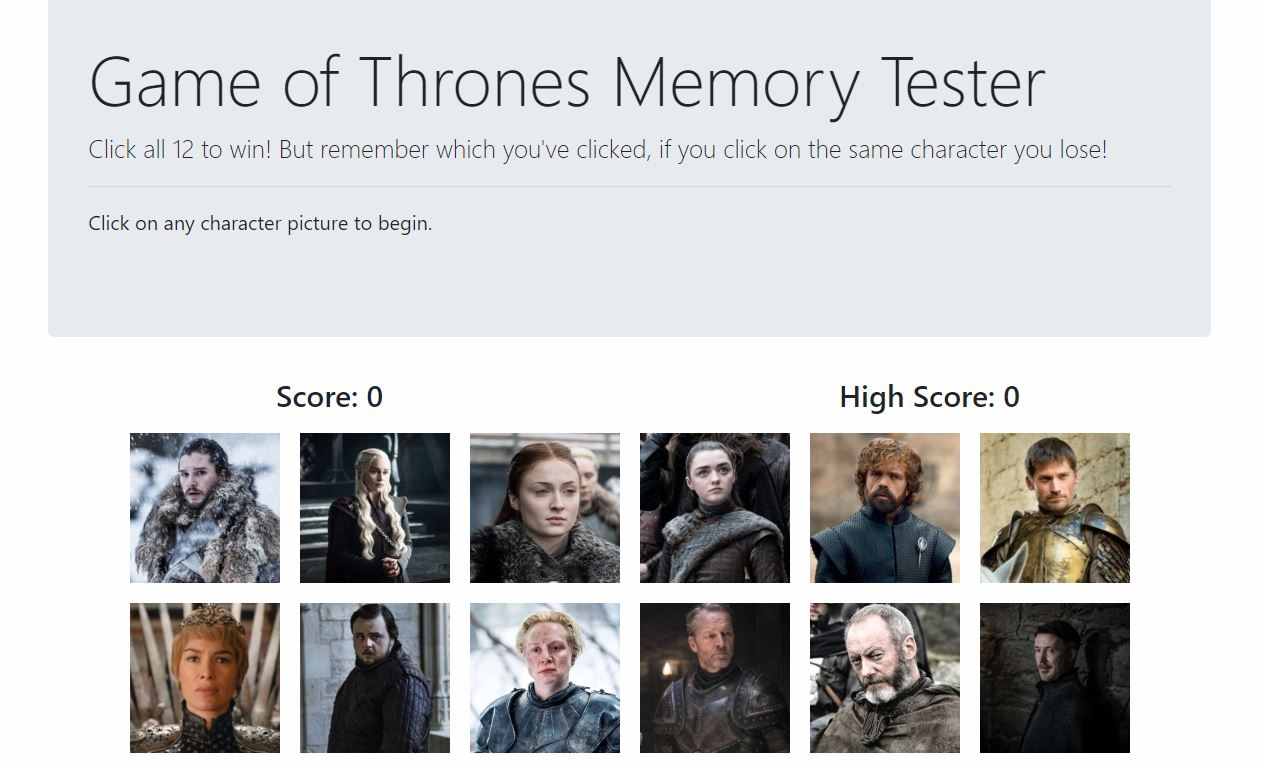 Game of Thrones Memory Tester
Click all 12 to win! But remember which you've clicked, if you click on the same character you lose!
Click on any character picture to begin.
Score: 0
High Score: 0